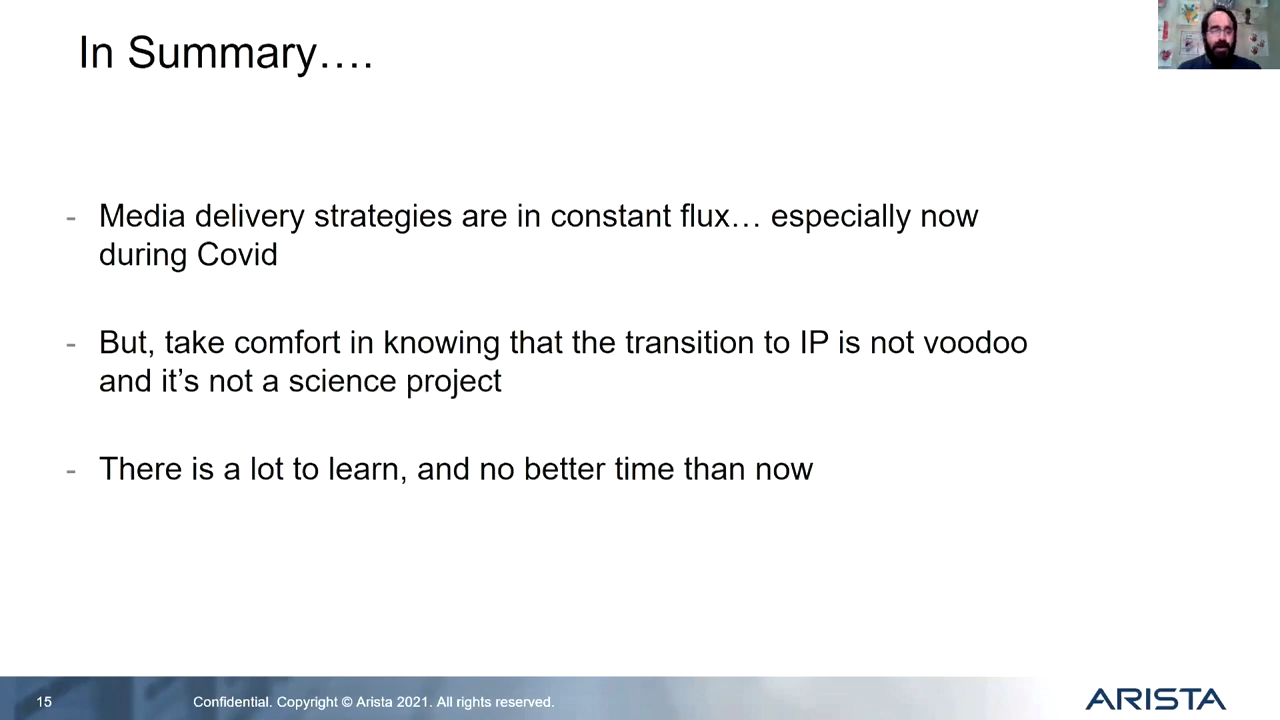 In Summary….
- Media delivery strategies are in constant flux… especially now
during Covid
- But, take comfort in knowing that the transition to IP is not voodoo
and it’s not a science project
- There is a lot to learn, and no better time than now
15
Confidential. Copyright © Arista 2021. All rights reserved.
ARISTA